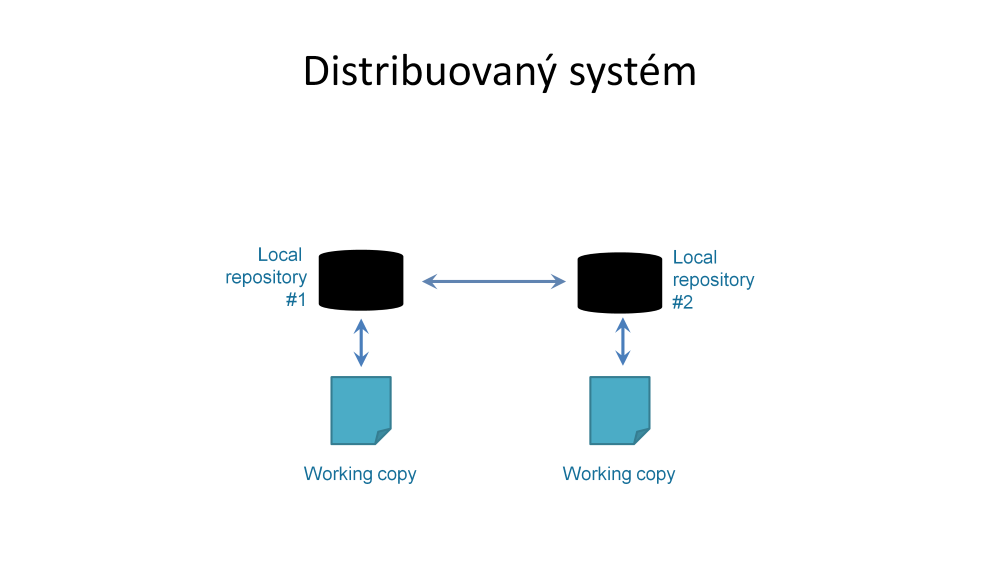 Distribuovaný systém
Local
repository
#1
Local
repository
#2
Working copy
Working copy